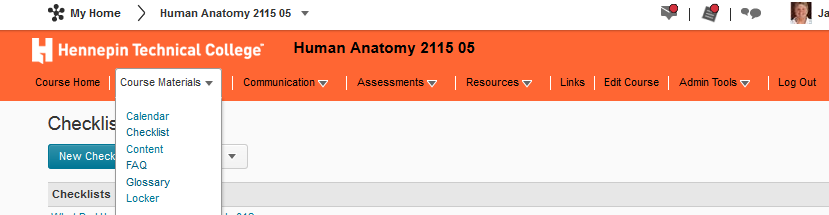 My Home Human Anatomy 2115 05 Ja
Hennepin Technical College Human Anatomy 2115 05
Course Home Course Materials Communication Assessments Resources Links Edit Course Admin Tools Log Out
Checklis
New Check
Calendar
Checklist
Content
FAQ
Glossary
Locker
Checklists